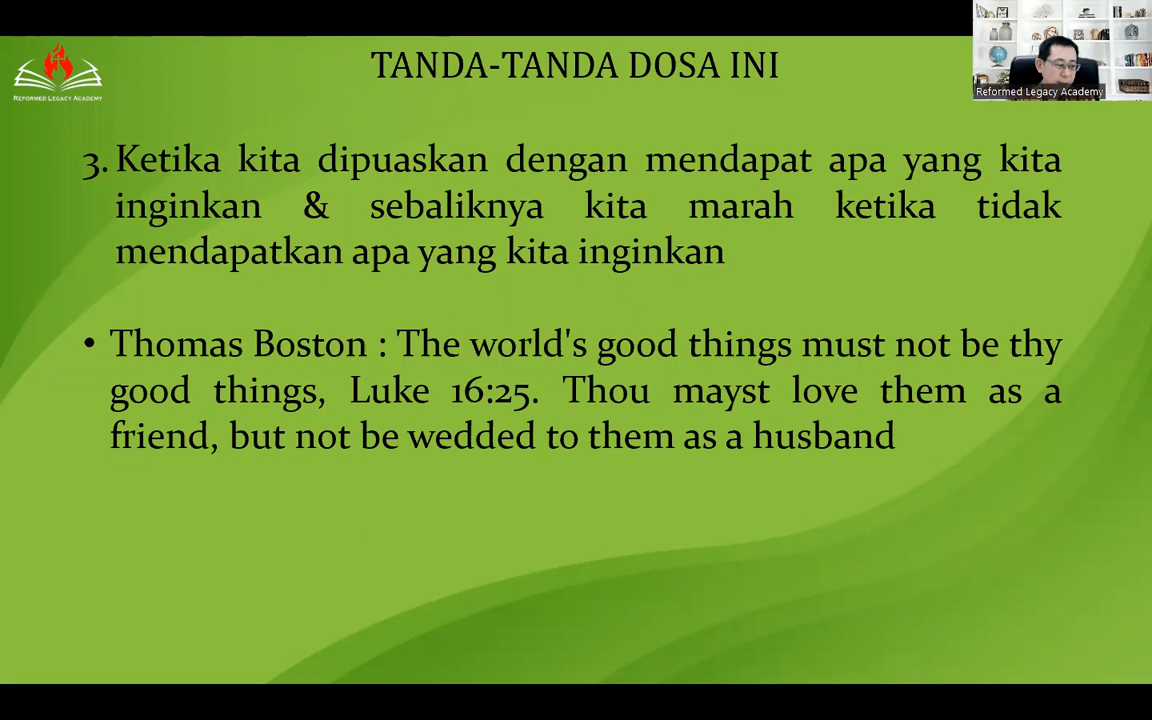 TANDA-TANDA DOSA INI
REFORMED LEGACY ACADEMY
Reformed Legacy Academy
3. Ketika kita dipuaskan dengan mendapat apa yang kita
inginkan & sebaliknya kita marah ketika tidak
mendapatkan apa yang kita inginkan
• Thomas Boston : The world's good things must not be thy
good things, Luke 16:25. Thou mayst love them as a
friend, but not be wedded to them as a husband